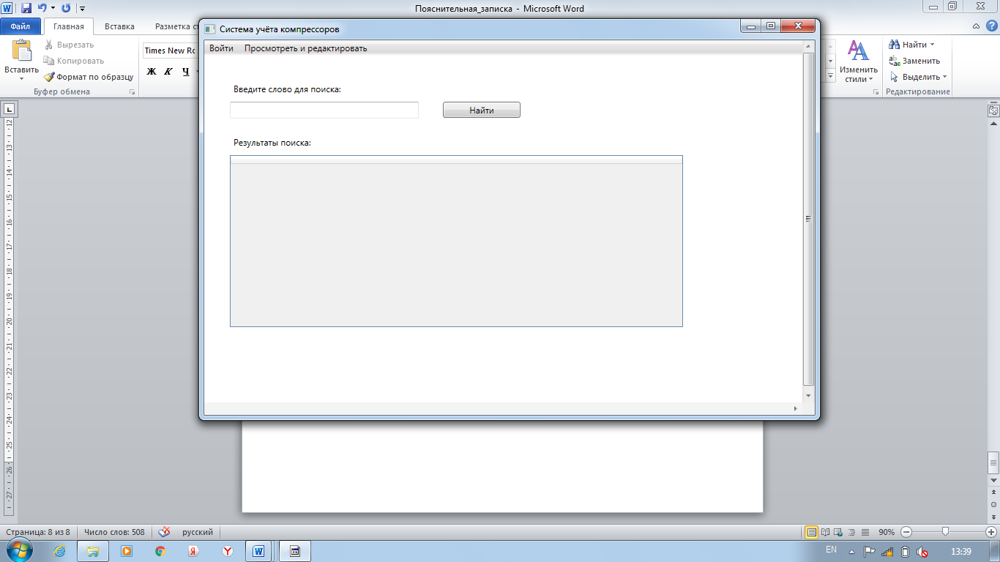 Пояснительная_записка - Microsoft Word
Файл
Главная
Вставка
Разметка ст
Вырезать
Копировать
Формат по образцу
Вставить
Буфер обмена
Times New Ro
Ж К Ч
Изменить
стили
Найти
Заменить
Выделить
Редактирование
Система учёта компрессоров
Войти Просмотреть и редактировать
Введите слово для поиска:
Найти
Результаты поиска:
12
13
14
15
16
17
18
19
20
21
22
23
24
25
26
27
Страница: 8 из 8 Число слов: 508 русский 90%
EN 13:39